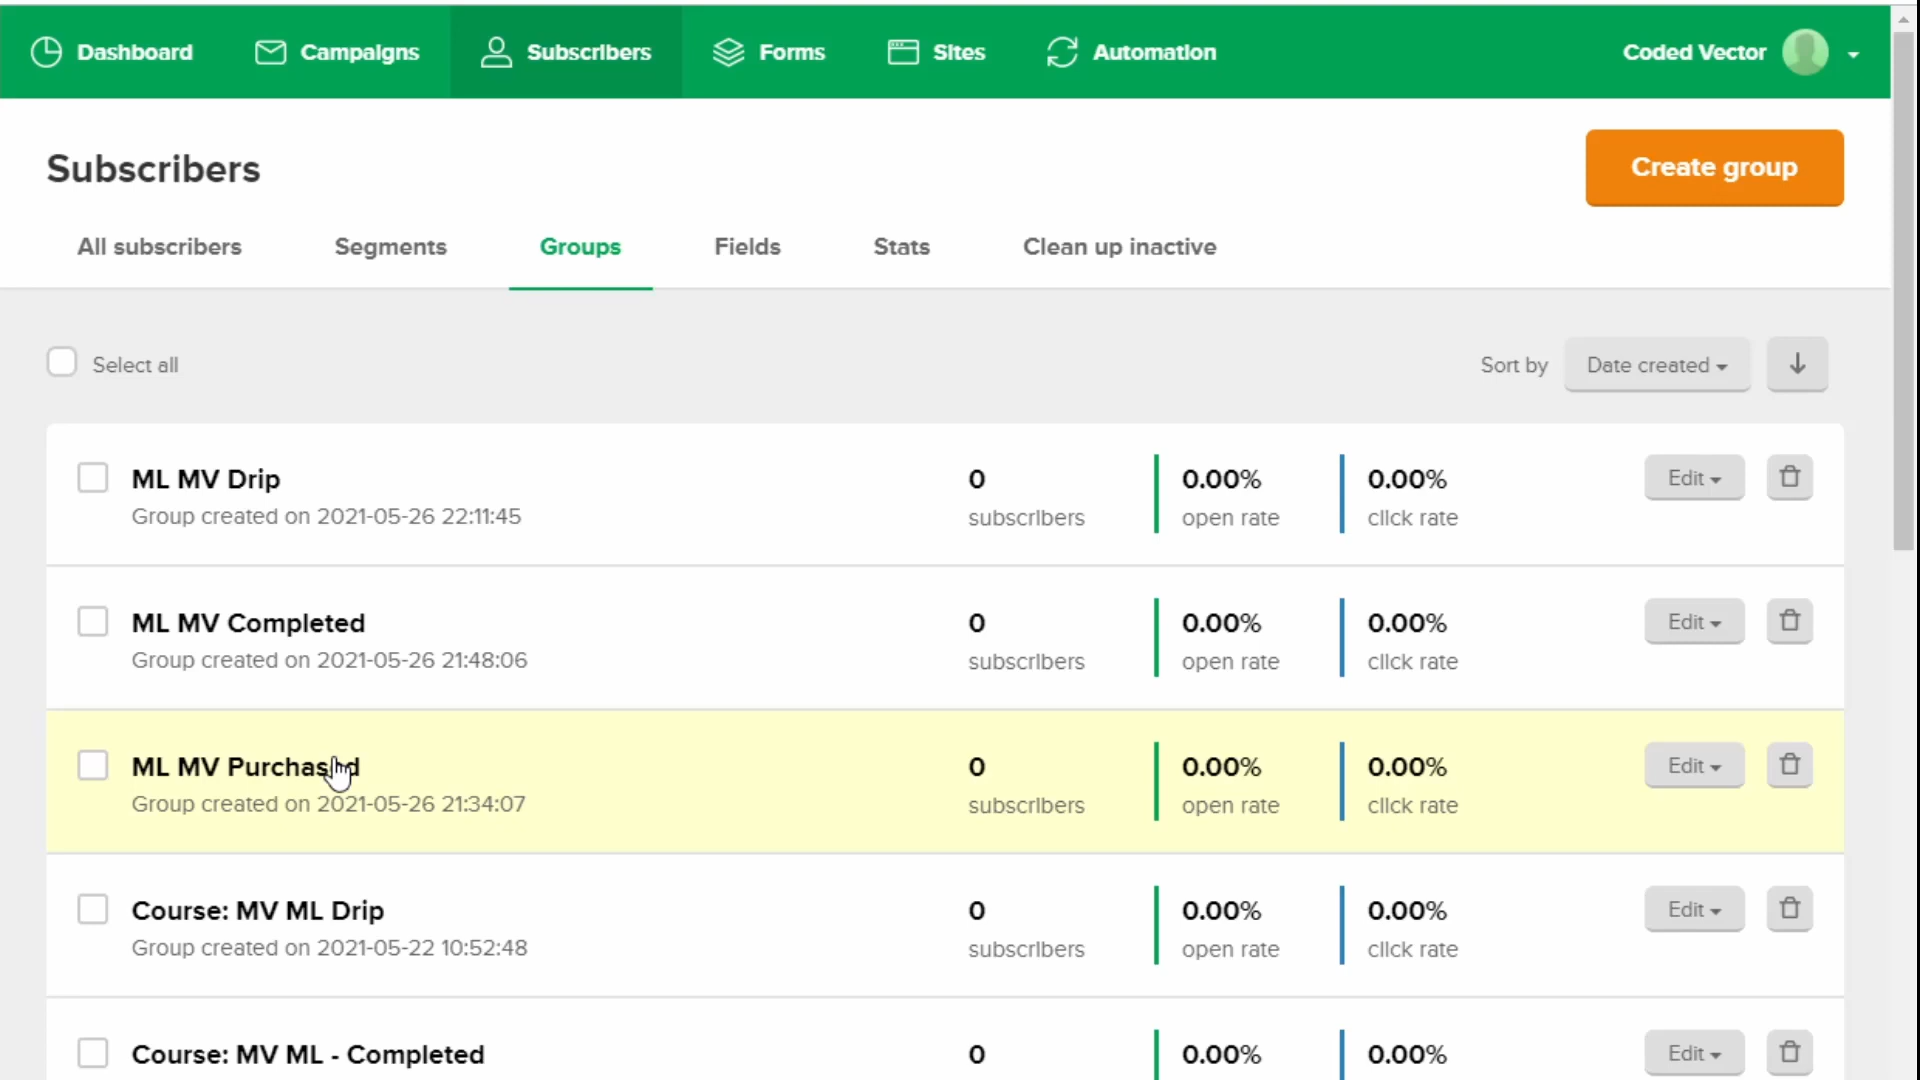 Dashboard Campaigns Subscribers Forms Sites Automation Coded Vector
Subscribers
Create group
All subscribers Segments Groups Fields Stats Clean up inactive
Select all
Sort by Date created
ML MV Drip 0 0.00% 0.00% Edit
Group created on 2021-05-26 22:11:45 subscribers open rate click rate
ML MV Completed 0 0.00% 0.00% Edit
Group created on 2021-05-26 21:48:06 subscribers open rate click rate
ML MV Purchased 0 0.00% 0.00% Edit
Group created on 2021-05-26 21:34:07 subscribers open rate click rate
Course: MV ML Drip 0 0.00% 0.00% Edit
Group created on 2021-05-22 10:52:48 subscribers open rate click rate
Course: MV ML - Completed 0 0.00% 0.00% Edit